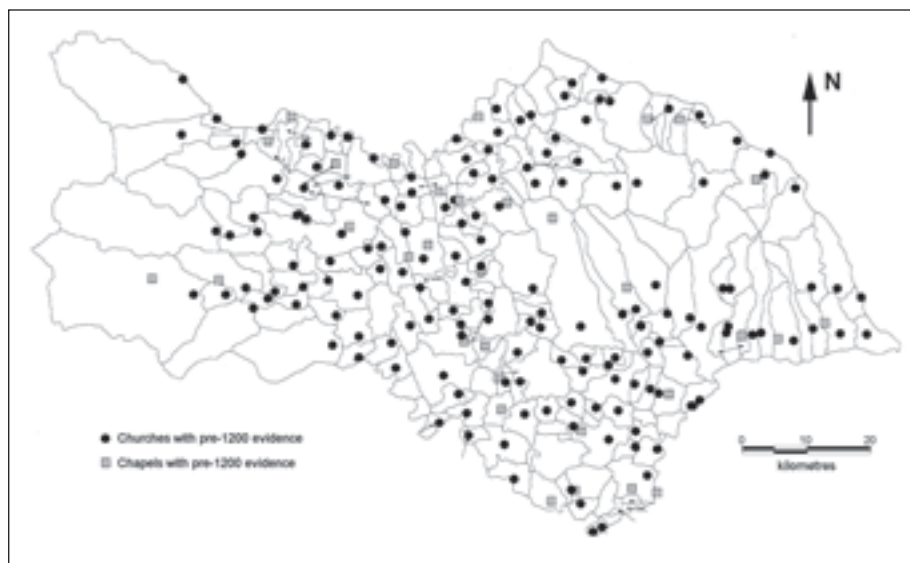 N
Churches with pre-1200 evidence
Chapels with pre-1200 evidence
0 10 20
kilometres